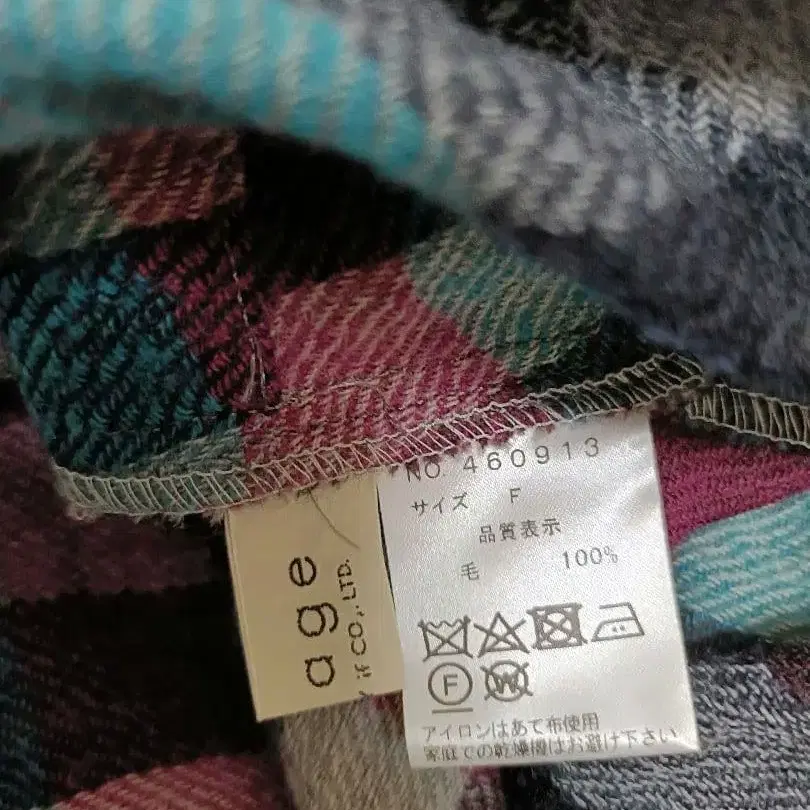 NO. 460913
サイズ F
品質表示
毛 100%
F
W
アイロンはあて布使用
家庭での乾燥機はお避け下さい
age
if CO,.LTD.